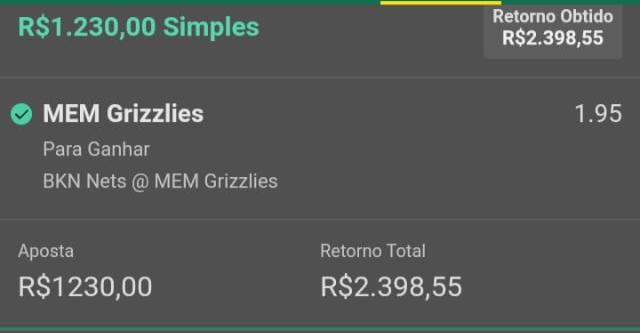 R$1.230,00 Simples
Retorno Obtido
R$2.398,55
MEM Grizzlies
1.95
Para Ganhar
BKN Nets @ MEM Grizzlies
Aposta
Retorno Total
R$1230,00
R$2.398,55